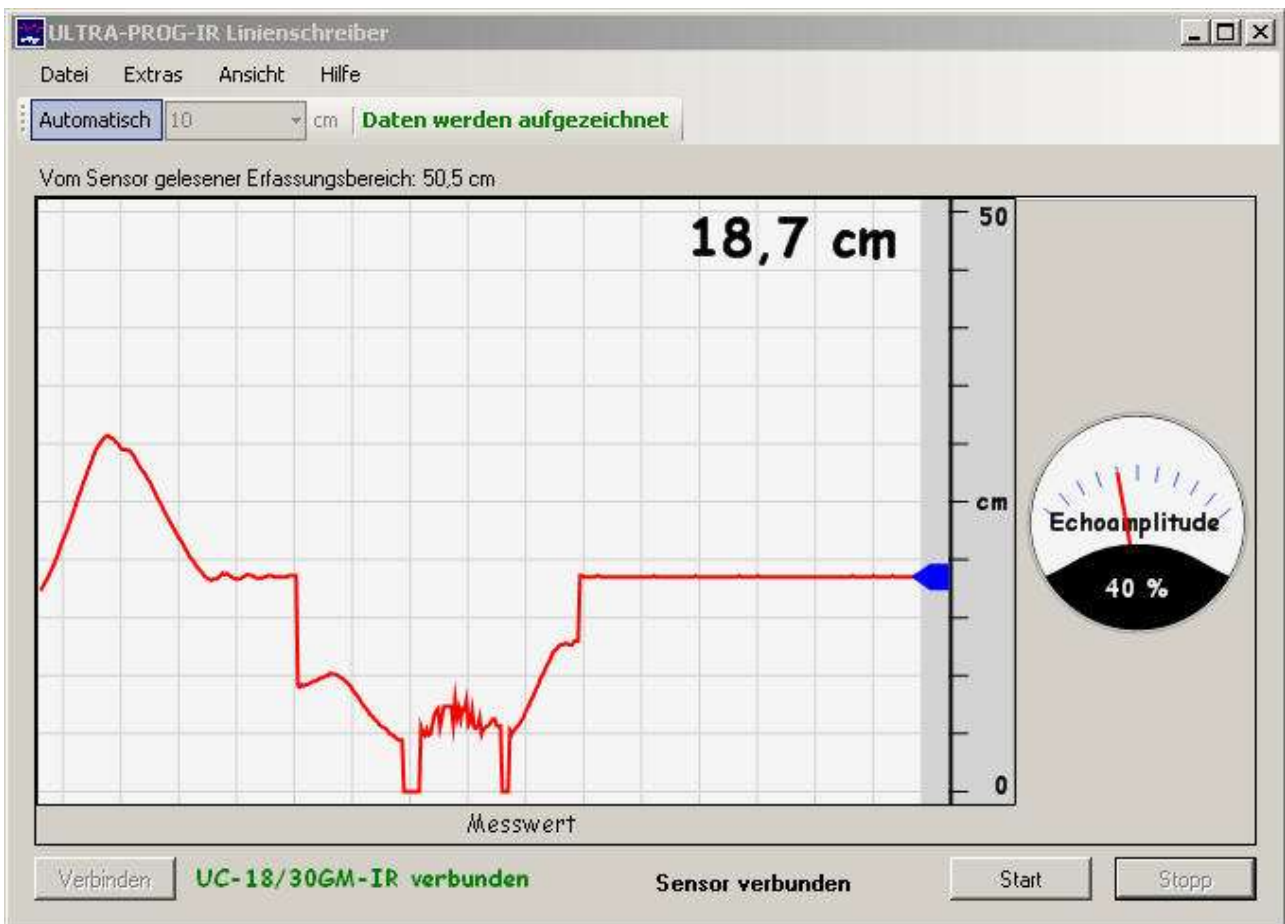 ULTRA-PROG-IR Linienschreiber
Datei Extras Ansicht Hilfe
Automatisch 10 cm Daten werden aufgezeichnet
Vom Sensor gelesener Erfassungsbereich: 50,5 cm
18,7 cm
50
cm
0
Echoamplitude
40 %
Messwert
Verbinden UC-18/30GM-IR verbunden Sensor verbunden Start Stopp